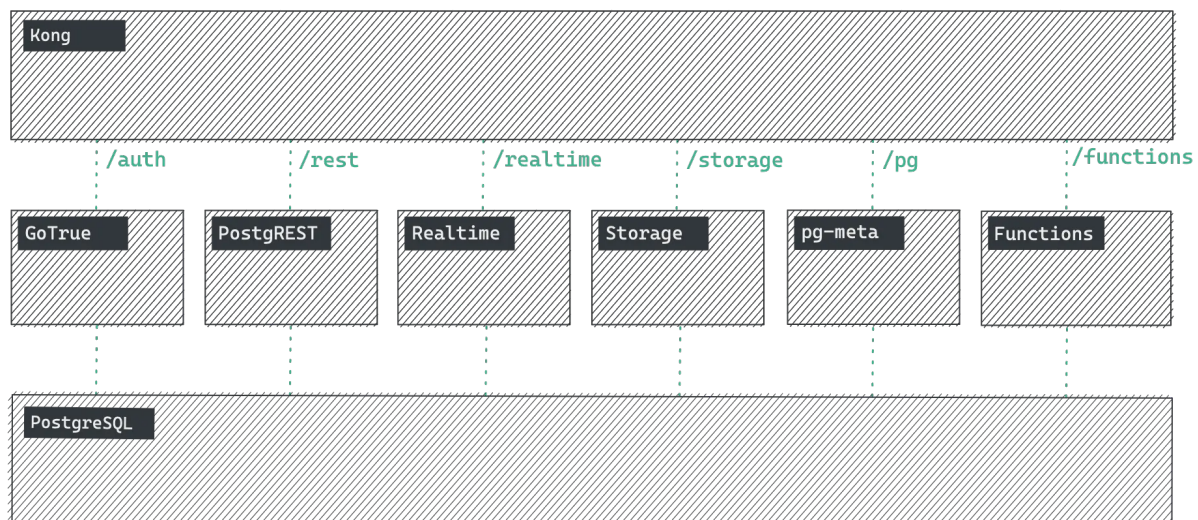 Kong
/auth
/rest
/realtime
/storage
/pg
/functions
GoTrue
PostgREST
Realtime
Storage
pg-meta
Functions
PostgreSQL